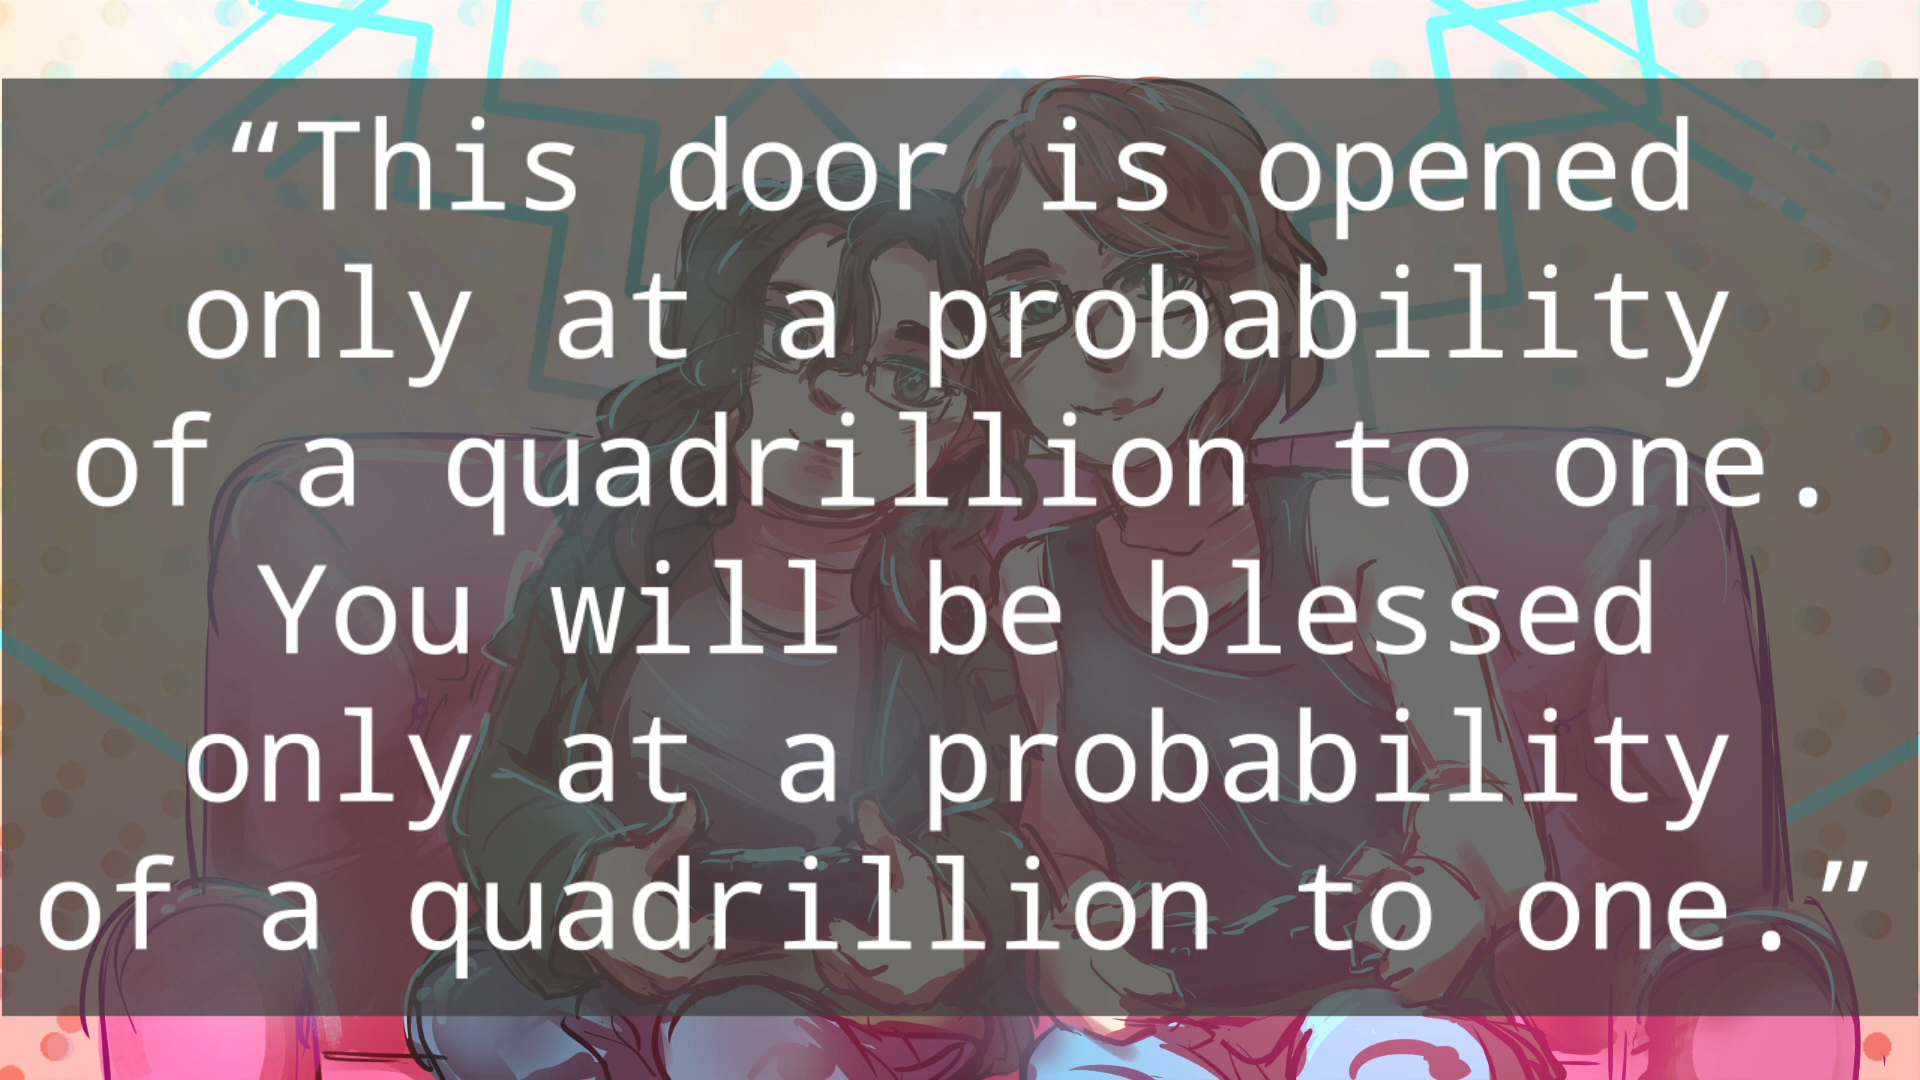 “This door is opened
only at a probability
of a quadrillion to one.
You will be blessed
only at a probability
of a quadrillion to one.”